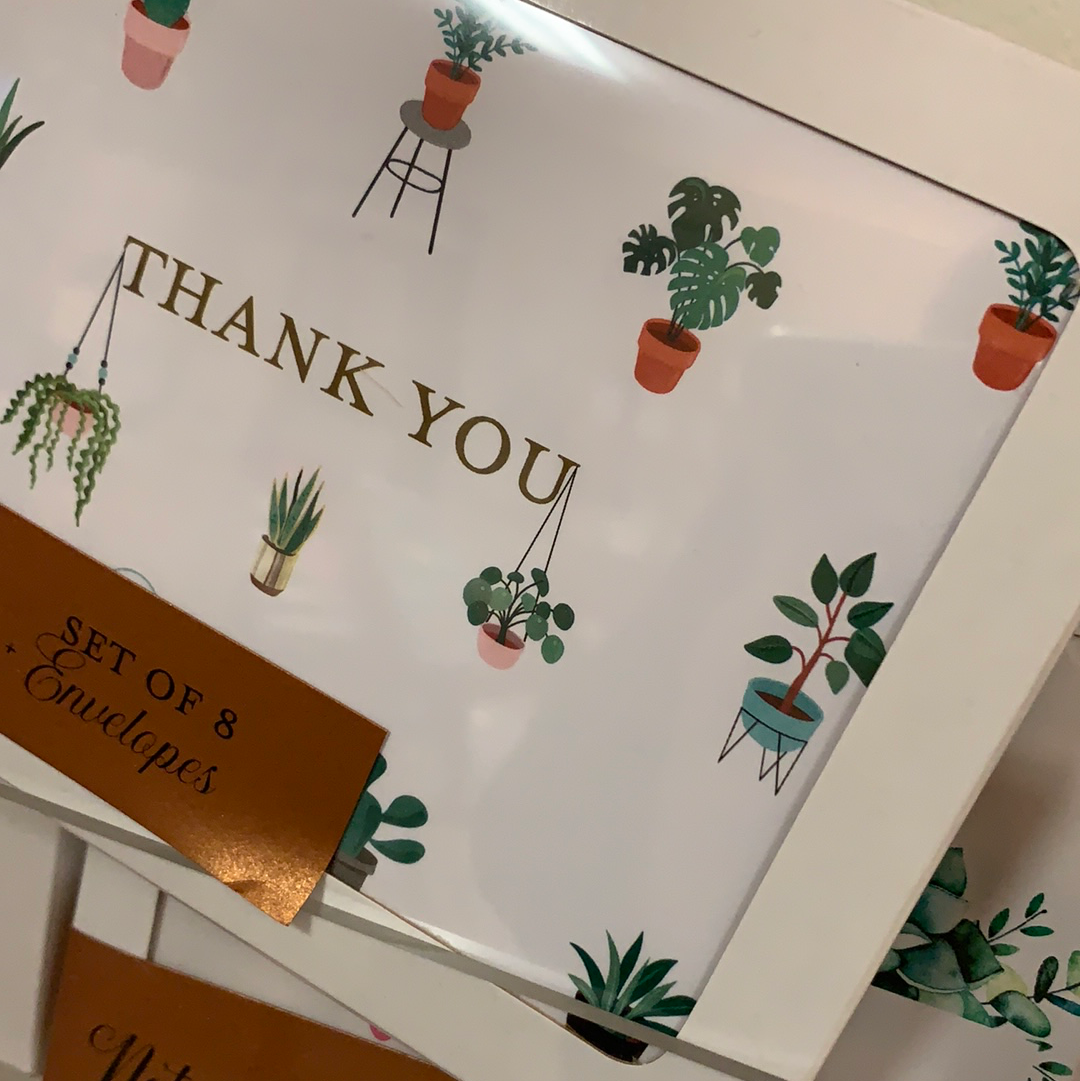 THANK YOU
SET OF 8
+ Envelopes